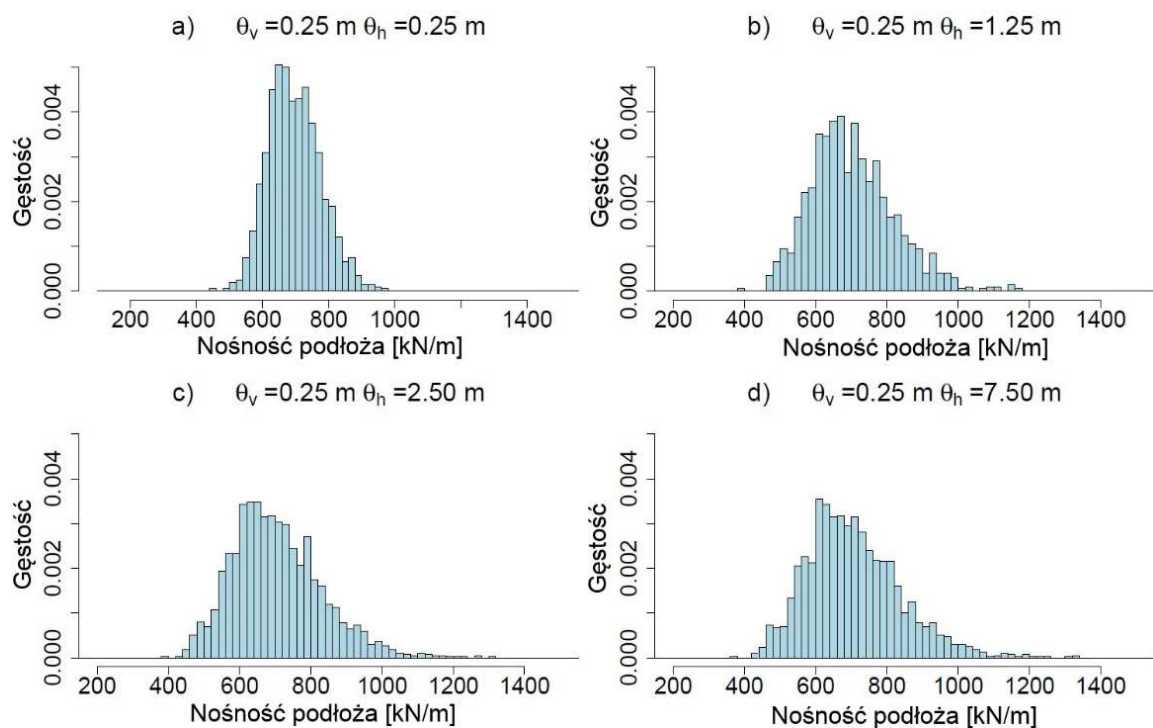 a) θv =0.25 m θh =0.25 m
Gęstość
0.000 0.002 0.004
200 400 600 800 1000 1400
Nośność podłoża [kN/m]
b) θv =0.25 m θh =1.25 m
Gęstość
0.000 0.002 0.004
200 400 600 800 1000 1200 1400
Nośność podłoża [kN/m]
c) θv =0.25 m θh =2.50 m
Gęstość
0.000 0.002 0.004
200 400 600 800 1000 1200 1400
Nośność podłoża [kN/m]
d) θv =0.25 m θh =7.50 m
Gęstość
0.000 0.002 0.004
200 400 600 800 1000 1200 1400
Nośność podłoża [kN/m]